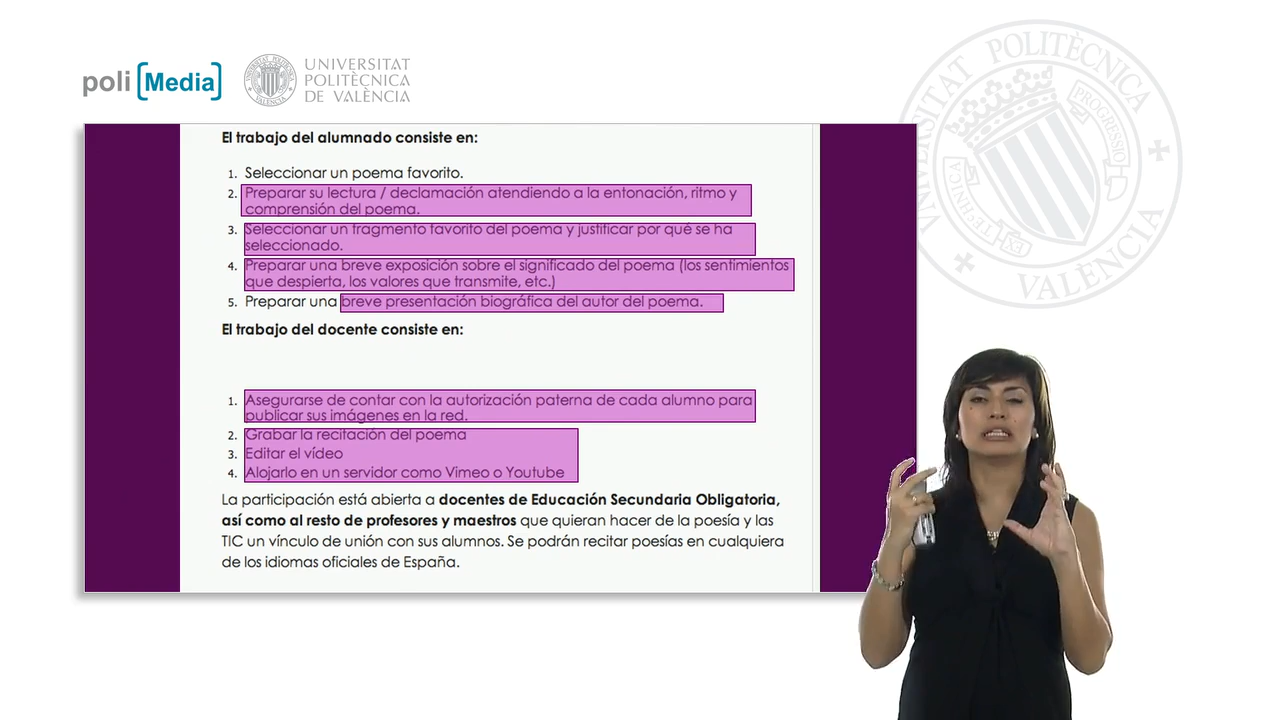 poli [Media]
UNIVERSITAT
POLITÈCNICA
DE VALÈNCIA
UNIVERSITAT POLITÈCNICA
VALÈNCIA
PROGRESSIO
El trabajo del alumnado consiste en:
1. Seleccionar un poema favorito.
2. Preparar su lectura / declamación atendiendo a la entonación, ritmo y
comprensión del poema.
3. Seleccionar un fragmento favorito del poema y justificar por qué se ha
seleccionado.
4. Preparar una breve exposición sobre el significado del poema (los sentimientos
que despierta, los valores que transmite, etc.)
5. Preparar una breve presentación biográfica del autor del poema.
El trabajo del docente consiste en:
1. Asegurarse de contar con la autorización paterna de cada alumno para
publicar sus imágenes en la red.
2. Grabar la recitación del poema
3. Editar el vídeo
4. Alojarlo en un servidor como Vimeo o Youtube
La participación está abierta a docentes de Educación Secundaria Obligatoria,
así como al resto de profesores y maestros que quieran hacer de la poesía y las
TIC un vínculo de unión con sus alumnos. Se podrán recitar poesías en cualquiera
de los idiomas oficiales de España.